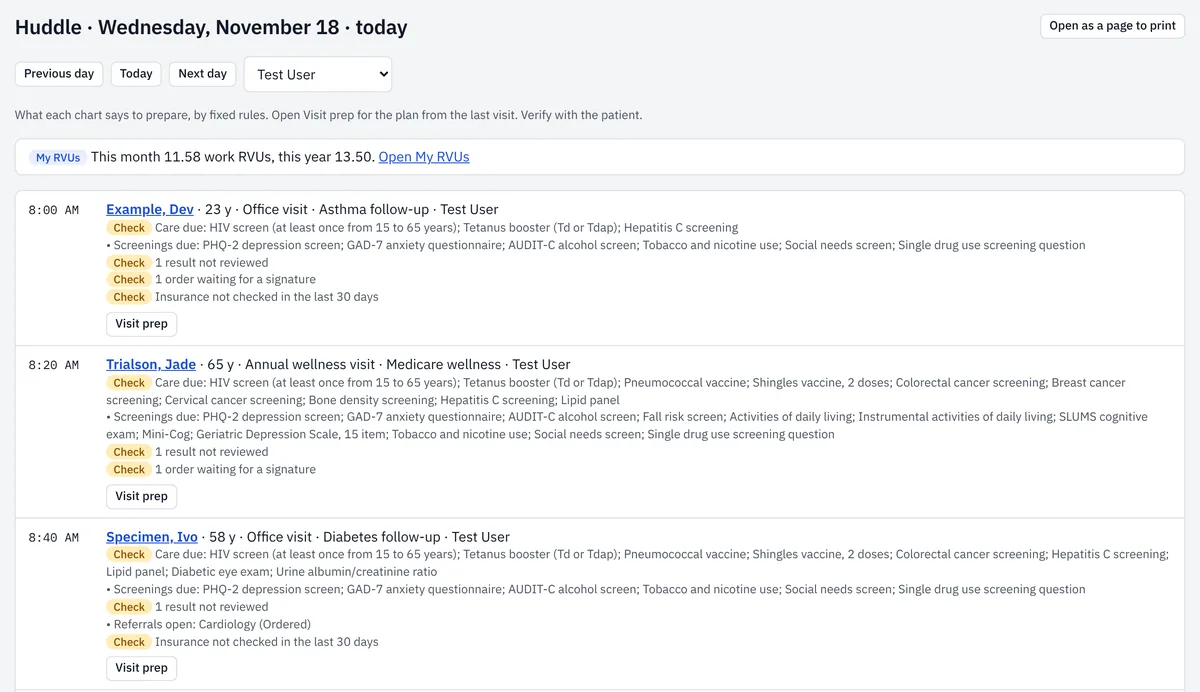 Huddle · Wednesday, November 18 · today
Open as a page to print
Previous day
Today
Next day
Test User
What each chart says to prepare, by fixed rules. Open Visit prep for the plan from the last visit. Verify with the patient.
My RVUs This month 11.58 work RVUs, this year 13.50. Open My RVUs
8:00 AM
Example, Dev · 23 y · Office visit · Asthma follow-up · Test User
Check Care due: HIV screen (at least once from 15 to 65 years); Tetanus booster (Td or Tdap); Hepatitis C screening
• Screenings due: PHQ-2 depression screen; GAD-7 anxiety questionnaire; AUDIT-C alcohol screen; Tobacco and nicotine use; Social needs screen; Single drug use screening question
Check 1 result not reviewed
Check 1 order waiting for a signature
Check Insurance not checked in the last 30 days
Visit prep
8:20 AM
Trialson, Jade · 65 y · Annual wellness visit · Medicare wellness · Test User
Check Care due: HIV screen (at least once from 15 to 65 years); Tetanus booster (Td or Tdap); Pneumococcal vaccine; Shingles vaccine, 2 doses; Colorectal cancer screening; Breast cancer
screening; Cervical cancer screening; Bone density screening; Hepatitis C screening; Lipid panel
• Screenings due: PHQ-2 depression screen; GAD-7 anxiety questionnaire; AUDIT-C alcohol screen; Fall risk screen; Activities of daily living; Instrumental activities of daily living; SLUMS cognitive
exam; Mini-Cog; Geriatric Depression Scale, 15 item; Tobacco and nicotine use; Social needs screen; Single drug use screening question
Check 1 result not reviewed
Check 1 order waiting for a signature
Visit prep
8:40 AM
Specimen, Ivo · 58 y · Office visit · Diabetes follow-up · Test User
Check Care due: HIV screen (at least once from 15 to 65 years); Tetanus booster (Td or Tdap); Pneumococcal vaccine; Shingles vaccine, 2 doses; Colorectal cancer screening; Hepatitis C screening;
Lipid panel; Diabetic eye exam; Urine albumin/creatinine ratio
• Screenings due: PHQ-2 depression screen; GAD-7 anxiety questionnaire; AUDIT-C alcohol screen; Tobacco and nicotine use; Social needs screen; Single drug use screening question
Check 1 result not reviewed
• Referrals open: Cardiology (Ordered)
Check Insurance not checked in the last 30 days
Visit prep